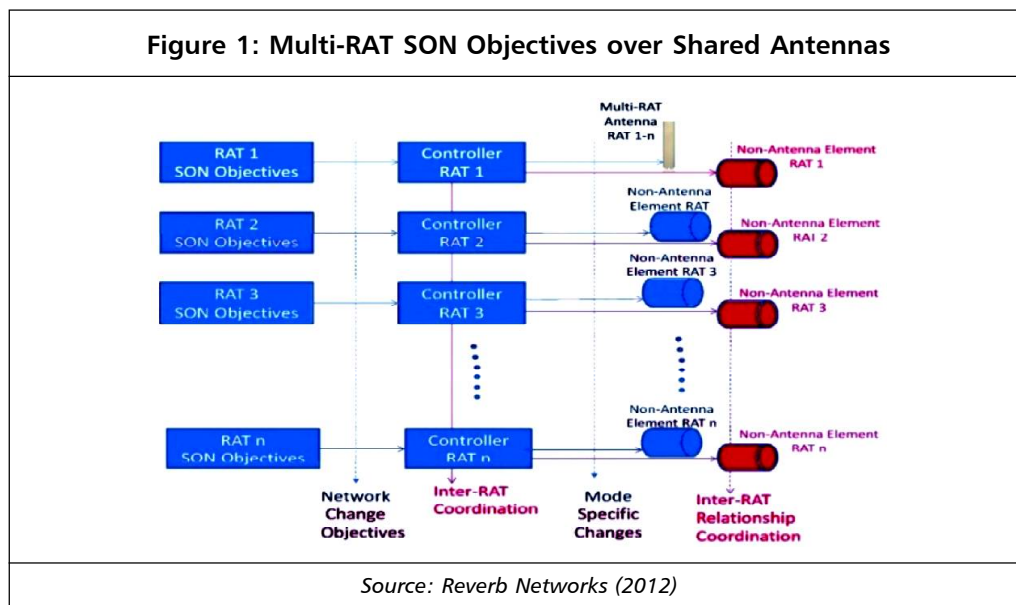 Figure 1: Multi-RAT SON Objectives over Shared Antennas
Multi-RAT
Antenna
RAT 1-n
RAT 1
SON Objectives
Controller
RAT 1
Non-Antenna Element
RAT 1
RAT 2
SON Objectives
Controller
RAT 2
Non-Antenna
Element RAT
Non-Antenna Element
RAT 2
RAT 3
SON Objectives
Controller
RAT 3
Non-Antenna
Element RAT 3
Non-Antenna Element
RAT 3
RAT n
SON Objectives
Controller
RAT n
Non-Antenna
Element RAT n
Non-Antenna Element
RAT n
Network
Change
Objectives
Inter-RAT
Coordination
Mode
Specific
Changes
Inter-RAT
Relationship
Coordination
Source: Reverb Networks (2012)